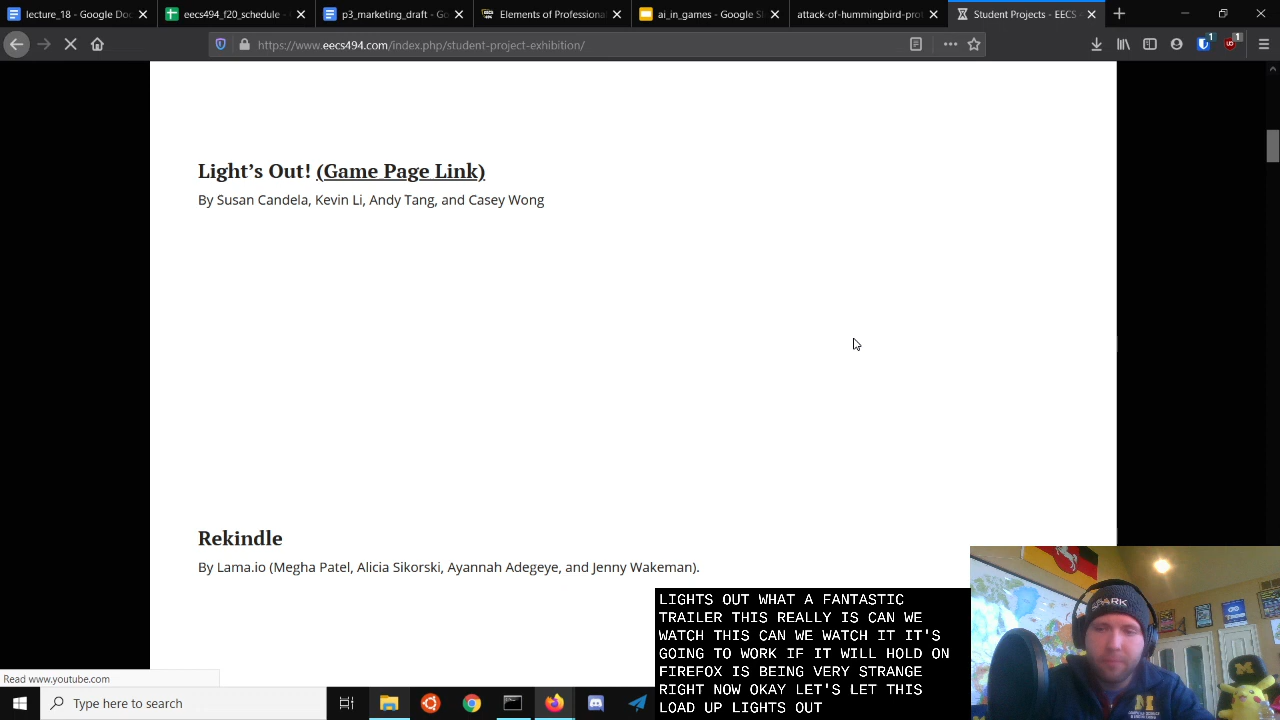 lecture_18 - Google Doc
eecs494_f20_schedule -
p3_marketing_draft - Go
Elements of Professiona
ai_in_games - Google Sl
attack-of-hummingbird-pro
Student Projects - EECS
https://www.eecs494.com/index.php/student-project-exhibition/
1
1
Light's Out! (Game Page Link)
By Susan Candela, Kevin Li, Andy Tang, and Casey Wong
Rekindle
By Lama.io (Megha Patel, Alicia Sikorski, Ayannah Adegeye, and Jenny Wakeman).
LIGHTS OUT WHAT A FANTASTIC
TRAILER THIS REALLY IS CAN WE
WATCH THIS CAN WE WATCH IT IT'S
GOING TO WORK IF IT WILL HOLD ON
FIREFOX IS BEING VERY STRANGE
RIGHT NOW OKAY LET'S LET THIS
LOAD UP LIGHTS OUT
Read www.youtube.com
Type here to search